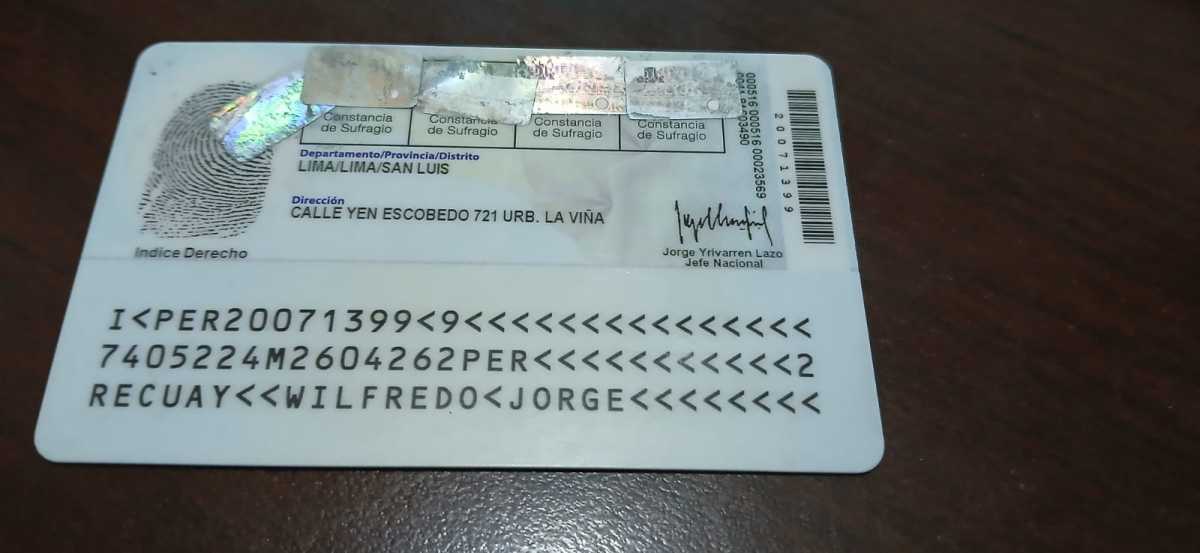 Constancia de Sufragio
Constancia de Sufragio
Constancia de Sufragio
Constancia de Sufragio
Departamento/Provincia/Distrito
LIMA/LIMA/SAN LUIS
Dirección
CALLE YEN ESCOBEDO 721 URB. LA VIÑA
Indice Derecho
Jorge Yrivarren Lazo
Jefe Nacional
000516 000516 00023569
20071399
I<PER20071399<9<<<<<<<<<<<<<<<
7405224M2604262PER<<<<<<<<<<<2
RECUAY<<WILFREDO<JORGE<<<<<<<<